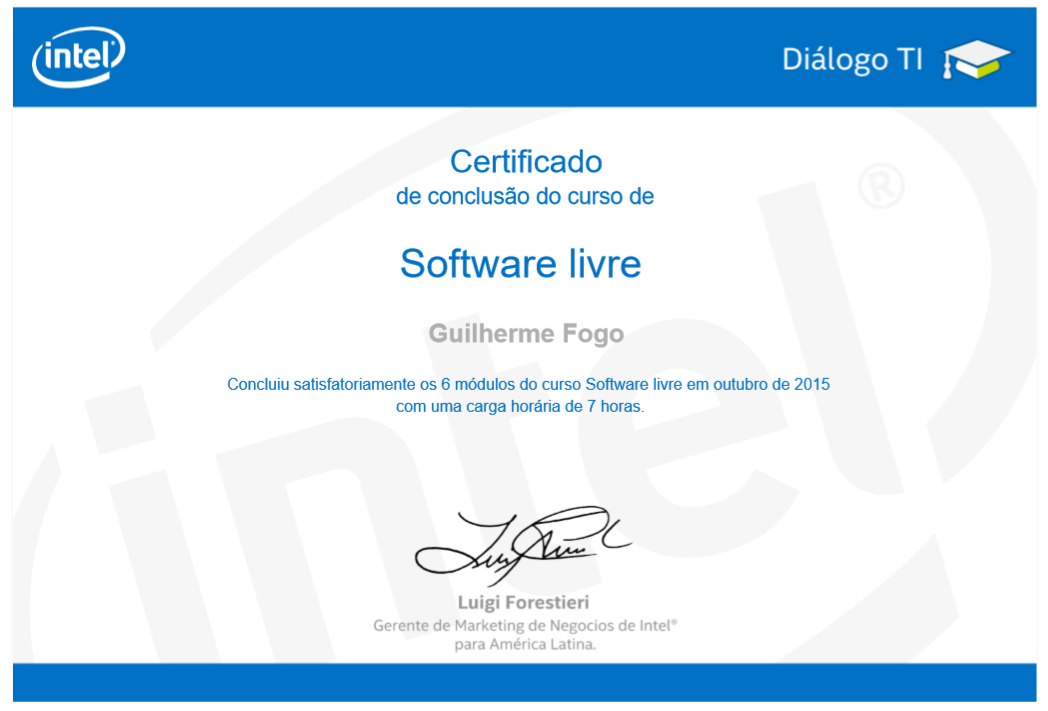 intel
Diálogo TI
Certificado
de conclusão do curso de
Software livre
Guilherme Fogo
Concluiu satisfatoriamente os 6 módulos do curso Software livre em outubro de 2015
com uma carga horária de 7 horas.
Luigi Forestieri
Gerente de Marketing de Negocios de Intel®
para América Latina.
intel®